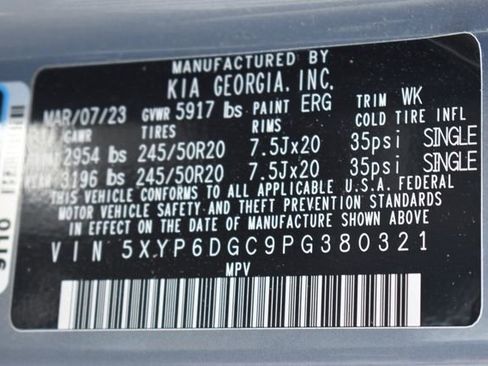 MANUFACTURED BY
KIA GEORGIA, INC.
MAR/07/23 GVWR 5917 lbs PAINT ERG TRIM WK
GAWR TIRES RIMS COLD TIRE INFL
2954 lbs 245/50R20 7.5Jx20 35psi SINGLE
3196 lbs 245/50R20 7.5Jx20 35psi SINGLE
THIS VEHICLE CONFORMS TO ALL APPLICABLE U.S.A. FEDERAL
MOTOR VEHICLE SAFETY AND THEFT PREVENTION STANDARDS
IN EFFECT ON THE DATE OF MANUFACTURE SHOWN ABOVE
VIN 5XYP6DGC9PG380321
MPV